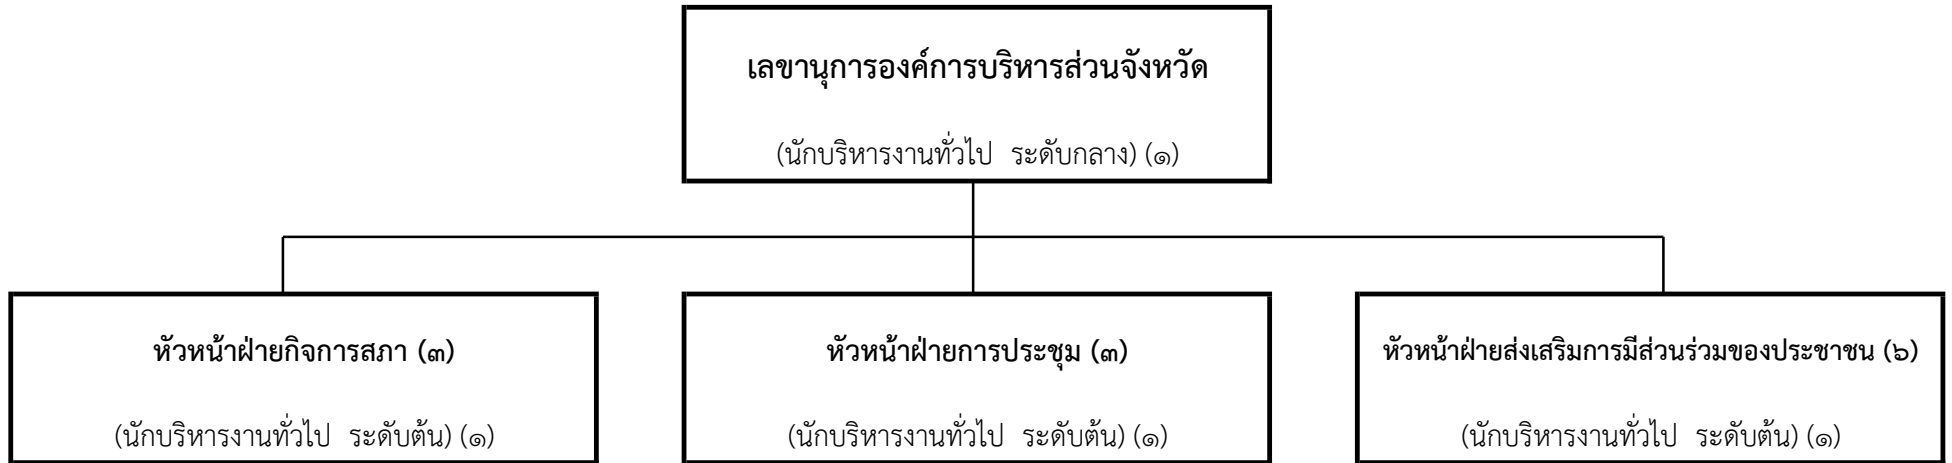 เลขานุการองค์การบริหารส่วนจังหวัด
(นักบริหารงานทั่วไป ระดับกลาง) (๑)
หัวหน้าฝ่ายกิจการสภา (๓)
(นักบริหารงานทั่วไป ระดับต้น) (๑)
หัวหน้าฝ่ายการประชุม (๓)
(นักบริหารงานทั่วไป ระดับต้น) (๑)
หัวหน้าฝ่ายส่งเสริมการมีส่วนร่วมของประชาชน (๖)
(นักบริหารงานทั่วไป ระดับต้น) (๑)